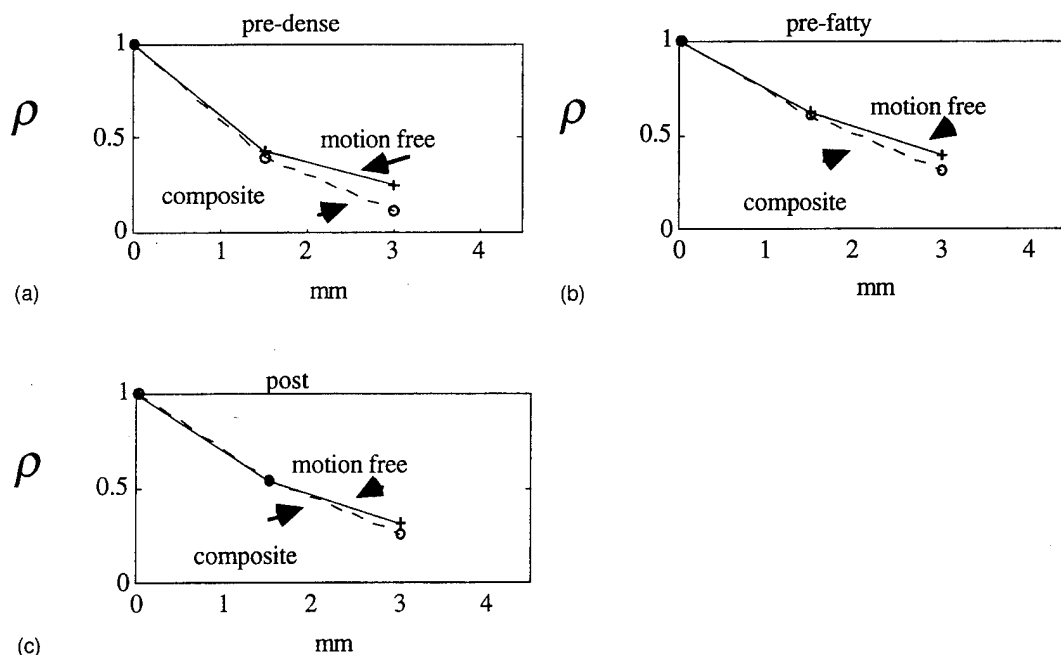 pre-dense
1
ρ
0.5
motion free
composite
0
0 1 2 3 4
(a) mm
pre-fatty
1
ρ
0.5
motion free
composite
0
0 1 2 3 4
(b) mm
post
1
ρ
0.5
motion free
composite
0
0 1 2 3 4
(c) mm